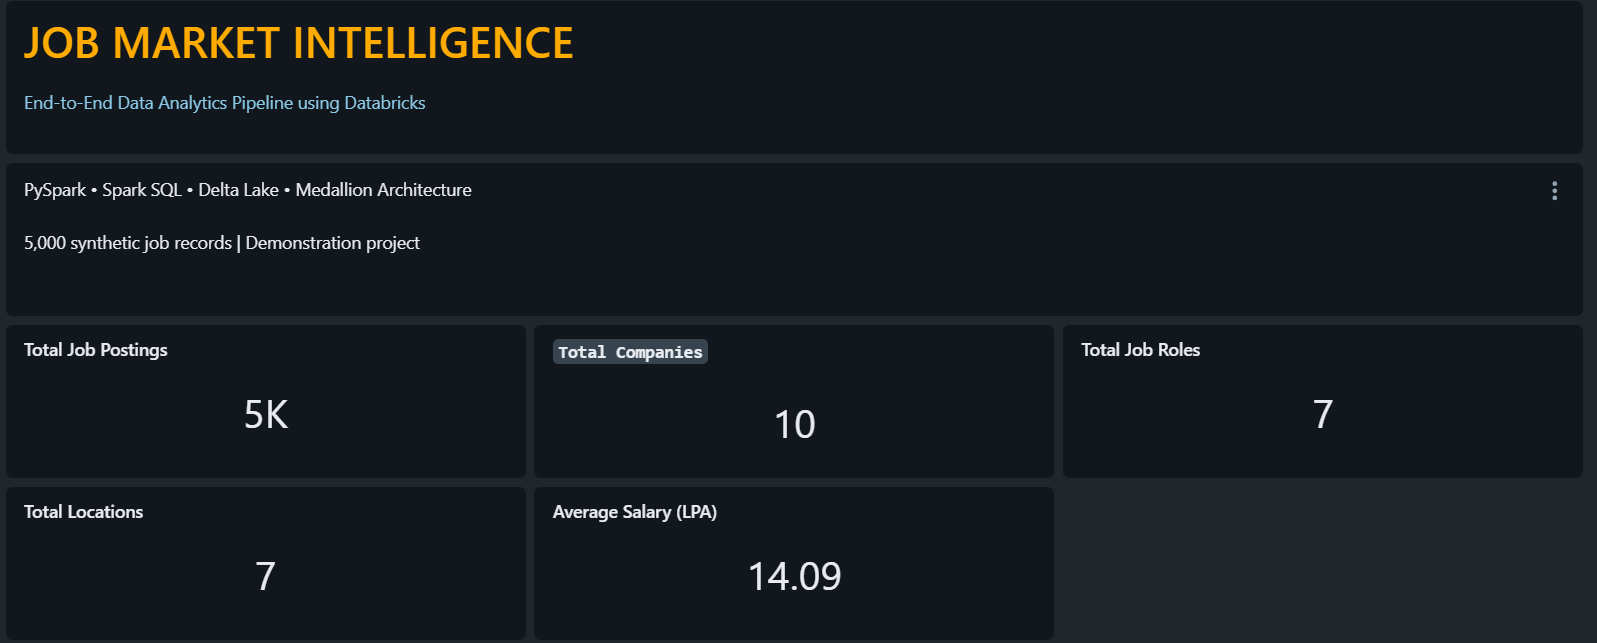 JOB MARKET INTELLIGENCE
End-to-End Data Analytics Pipeline using Databricks
PySpark • Spark SQL • Delta Lake • Medallion Architecture
5,000 synthetic job records | Demonstration project
Total Job Postings
5K
Total Companies
10
Total Job Roles
7
Total Locations
7
Average Salary (LPA)
14.09